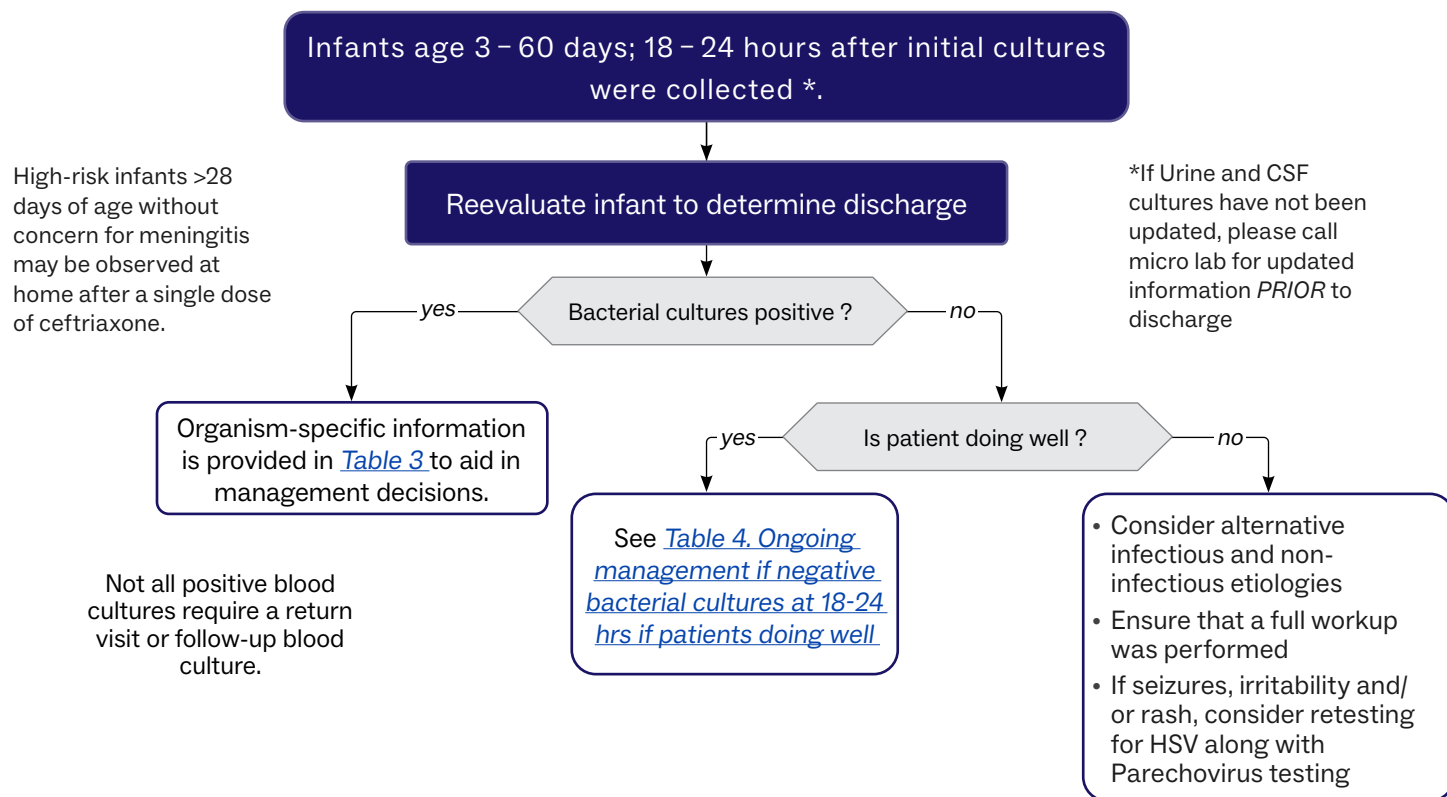 Infants age 3 – 60 days; 18 – 24 hours after initial cultures
were collected *.
High-risk infants >28
days of age without
concern for meningitis
may be observed at
home after a single dose
of ceftriaxone.
Reevaluate infant to determine discharge
*If Urine and CSF
cultures have not been
updated, please call
micro lab for updated
information PRIOR to
discharge
yes
Bacterial cultures positive ?
no
Organism-specific information
is provided in Table 3 to aid in
management decisions.
yes
Is patient doing well ?
no
Not all positive blood
cultures require a return
visit or follow-up blood
culture.
See Table 4. Ongoing
management if negative
bacterial cultures at 18-24
hrs if patients doing well
• Consider alternative
infectious and non-
infectious etiologies
• Ensure that a full workup
was performed
• If seizures, irritability and/
or rash, consider retesting
for HSV along with
Parechovirus testing